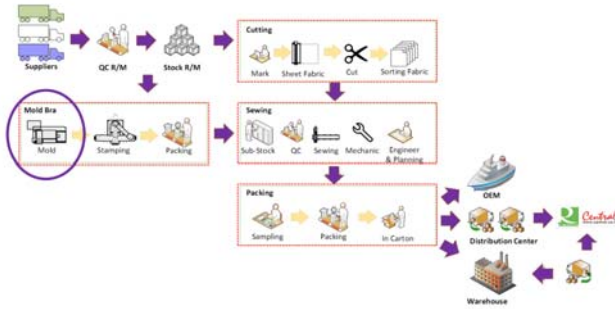 Suppliers
QC R/M
Stock R/M
Cutting
Mark
Sheet Fabric
Cut
Sorting Fabric
Mold Bra
Mold
Stamping
Packing
Sewing
Sub-Stock
QC
Sewing
Mechanic
Engineer
& Planning
Packing
Sampling
Packing
In Carton
OEM
Distribution Center
Central
Warehouse